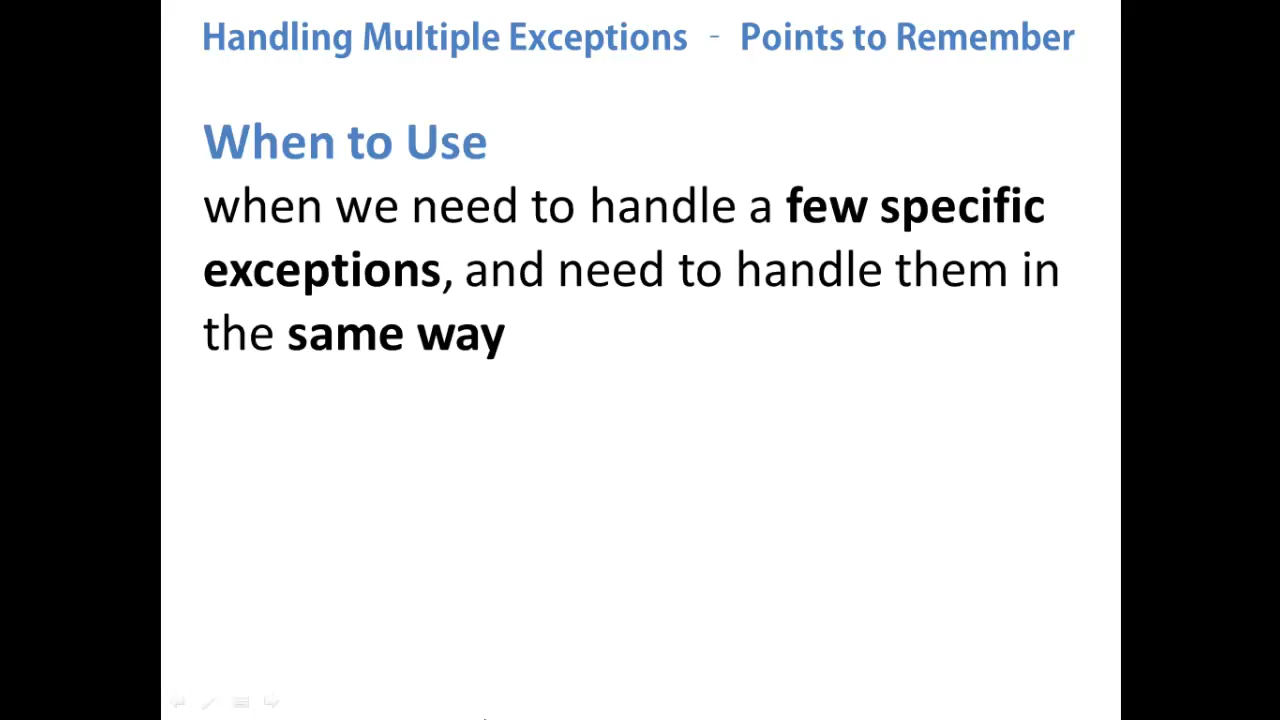 Handling Multiple Exceptions - Points to Remember
When to Use
when we need to handle a few specific
exceptions, and need to handle them in
the same way